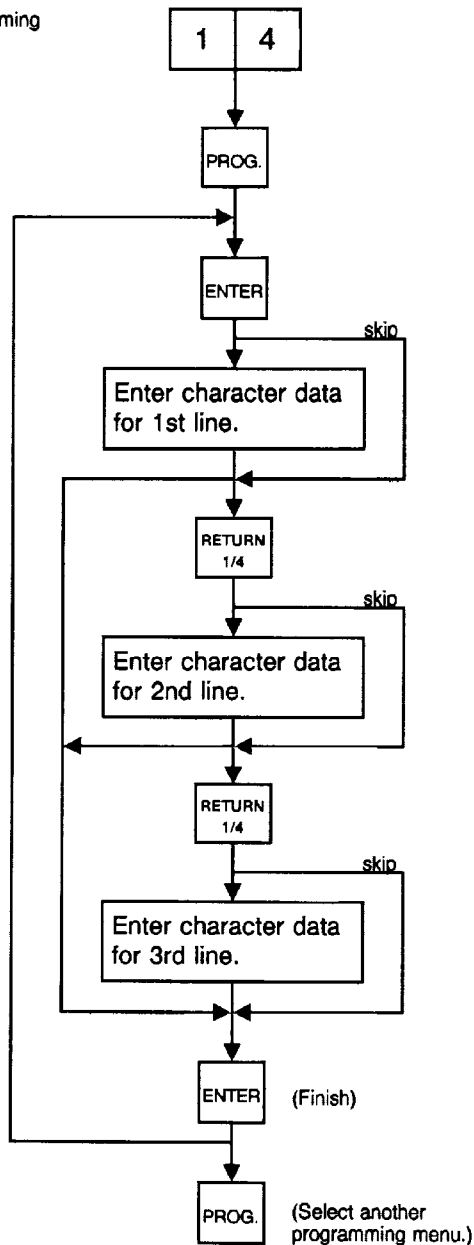 ming
1 4
PROG.
ENTER
skip
Enter character data
for 1st line.
RETURN
1/4
skip
Enter character data
for 2nd line.
RETURN
1/4
skip
Enter character data
for 3rd line.
ENTER (Finish)
PROG. (Select another
programming menu.)